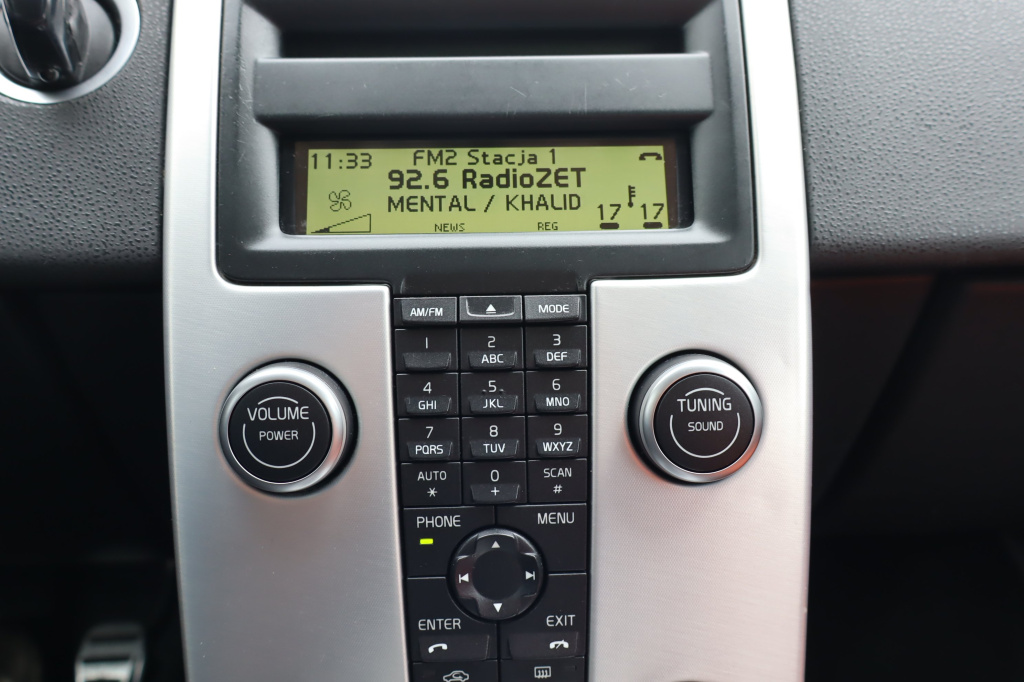 11:33 FM2 Stacja 1
92.6 RadioZET
MENTAL / KHALID
17 17
NEWS REG
AM/FM MODE
1 2 ABC 3 DEF
4 GHI 5 JKL 6 MNO
7 PQRS 8 TUV 9 WXYZ
AUTO * 0 + SCAN #
VOLUME
POWER
TUNING
SOUND
PHONE MENU
ENTER EXIT